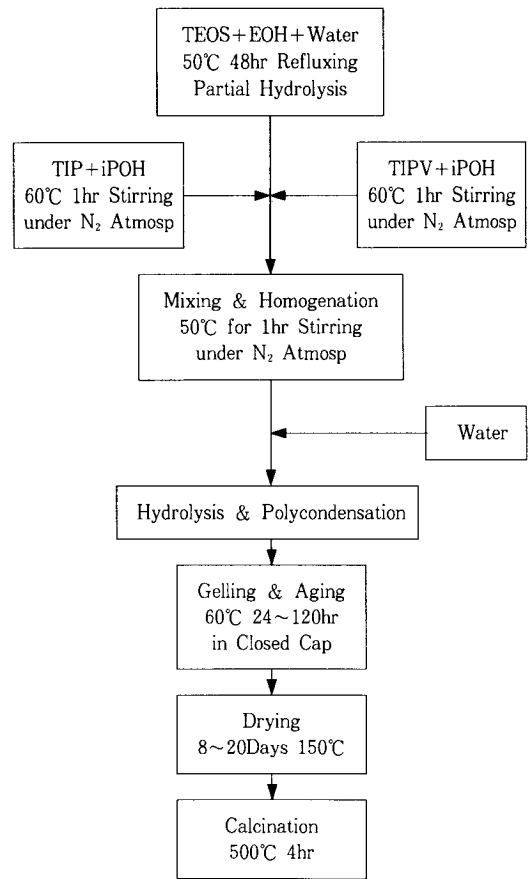 TEOS+EOH+Water
50℃ 48hr Refluxing
Partial Hydrolysis
TIP+iPOH
60℃ 1hr Stirring
under N₂ Atmosp
TIPV+iPOH
60℃ 1hr Stirring
under N₂ Atmosp
Mixing & Homogenation
50℃ for 1hr Stirring
under N₂ Atmosp
Water
Hydrolysis & Polycondensation
Gelling & Aging
60℃ 24~120hr
in Closed Cap
Drying
8~20Days 150℃
Calcination
500℃ 4hr